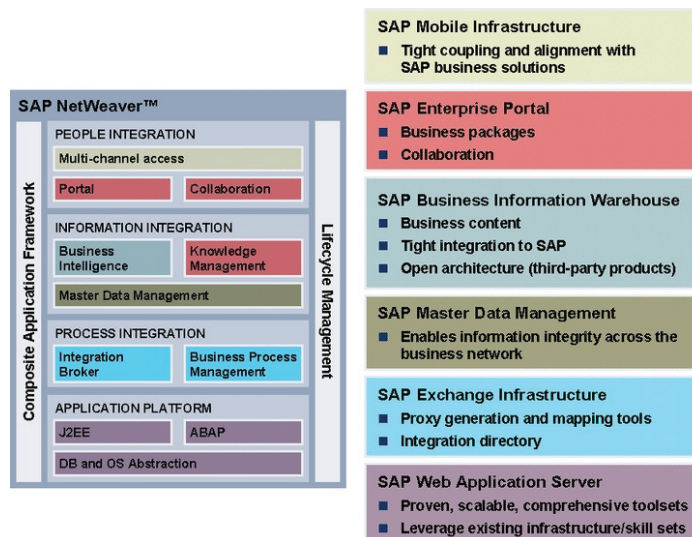 SAP NetWeaver™
Composite Application Framework
PEOPLE INTEGRATION
Multi-channel access
Portal
Collaboration
INFORMATION INTEGRATION
Business
Intelligence
Knowledge
Management
Master Data Management
PROCESS INTEGRATION
Integration
Broker
Business Process
Management
APPLICATION PLATFORM
J2EE
ABAP
DB and OS Abstraction
Lifecycle Management
SAP Mobile Infrastructure
■ Tight coupling and alignment with
SAP business solutions
SAP Enterprise Portal
■ Business packages
■ Collaboration
SAP Business Information Warehouse
■ Business content
■ Tight integration to SAP
■ Open architecture (third-party products)
SAP Master Data Management
■ Enables information integrity across the
business network
SAP Exchange Infrastructure
■ Proxy generation and mapping tools
■ Integration directory
SAP Web Application Server
■ Proven, scalable, comprehensive toolsets
■ Leverage existing infrastructure/skill sets